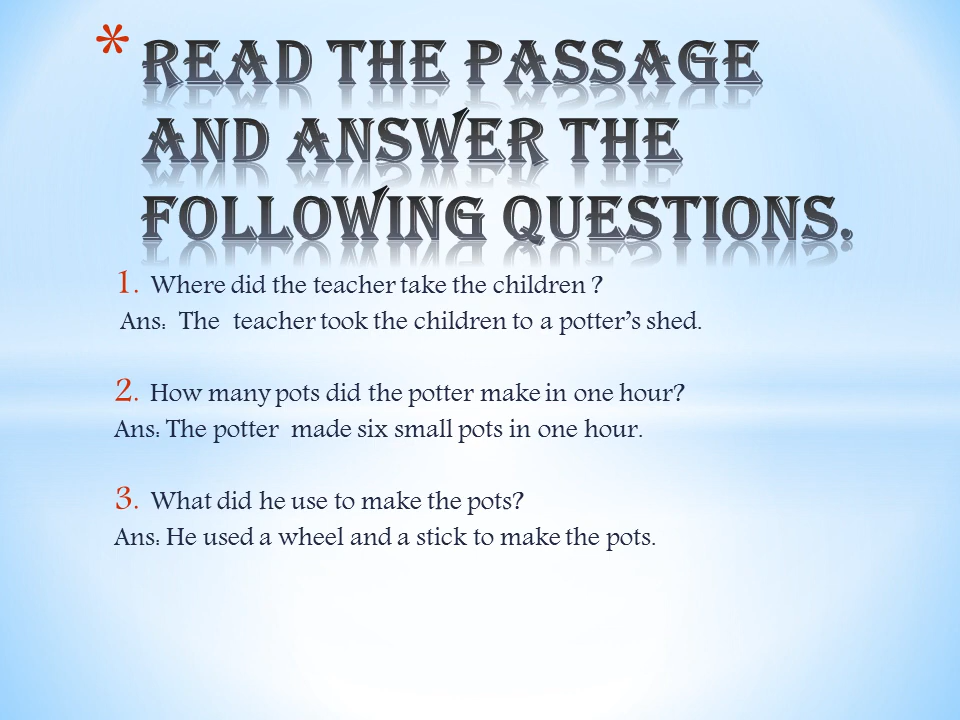 * READ THE PASSAGE
AND ANSWER THE
FOLLOWING QUESTIONS.
1. Where did the teacher take the children ?
Ans: The teacher took the children to a potter's shed.
2. How many pots did the potter make in one hour?
Ans: The potter made six small pots in one hour.
3. What did he use to make the pots?
Ans: He used a wheel and a stick to make the pots.